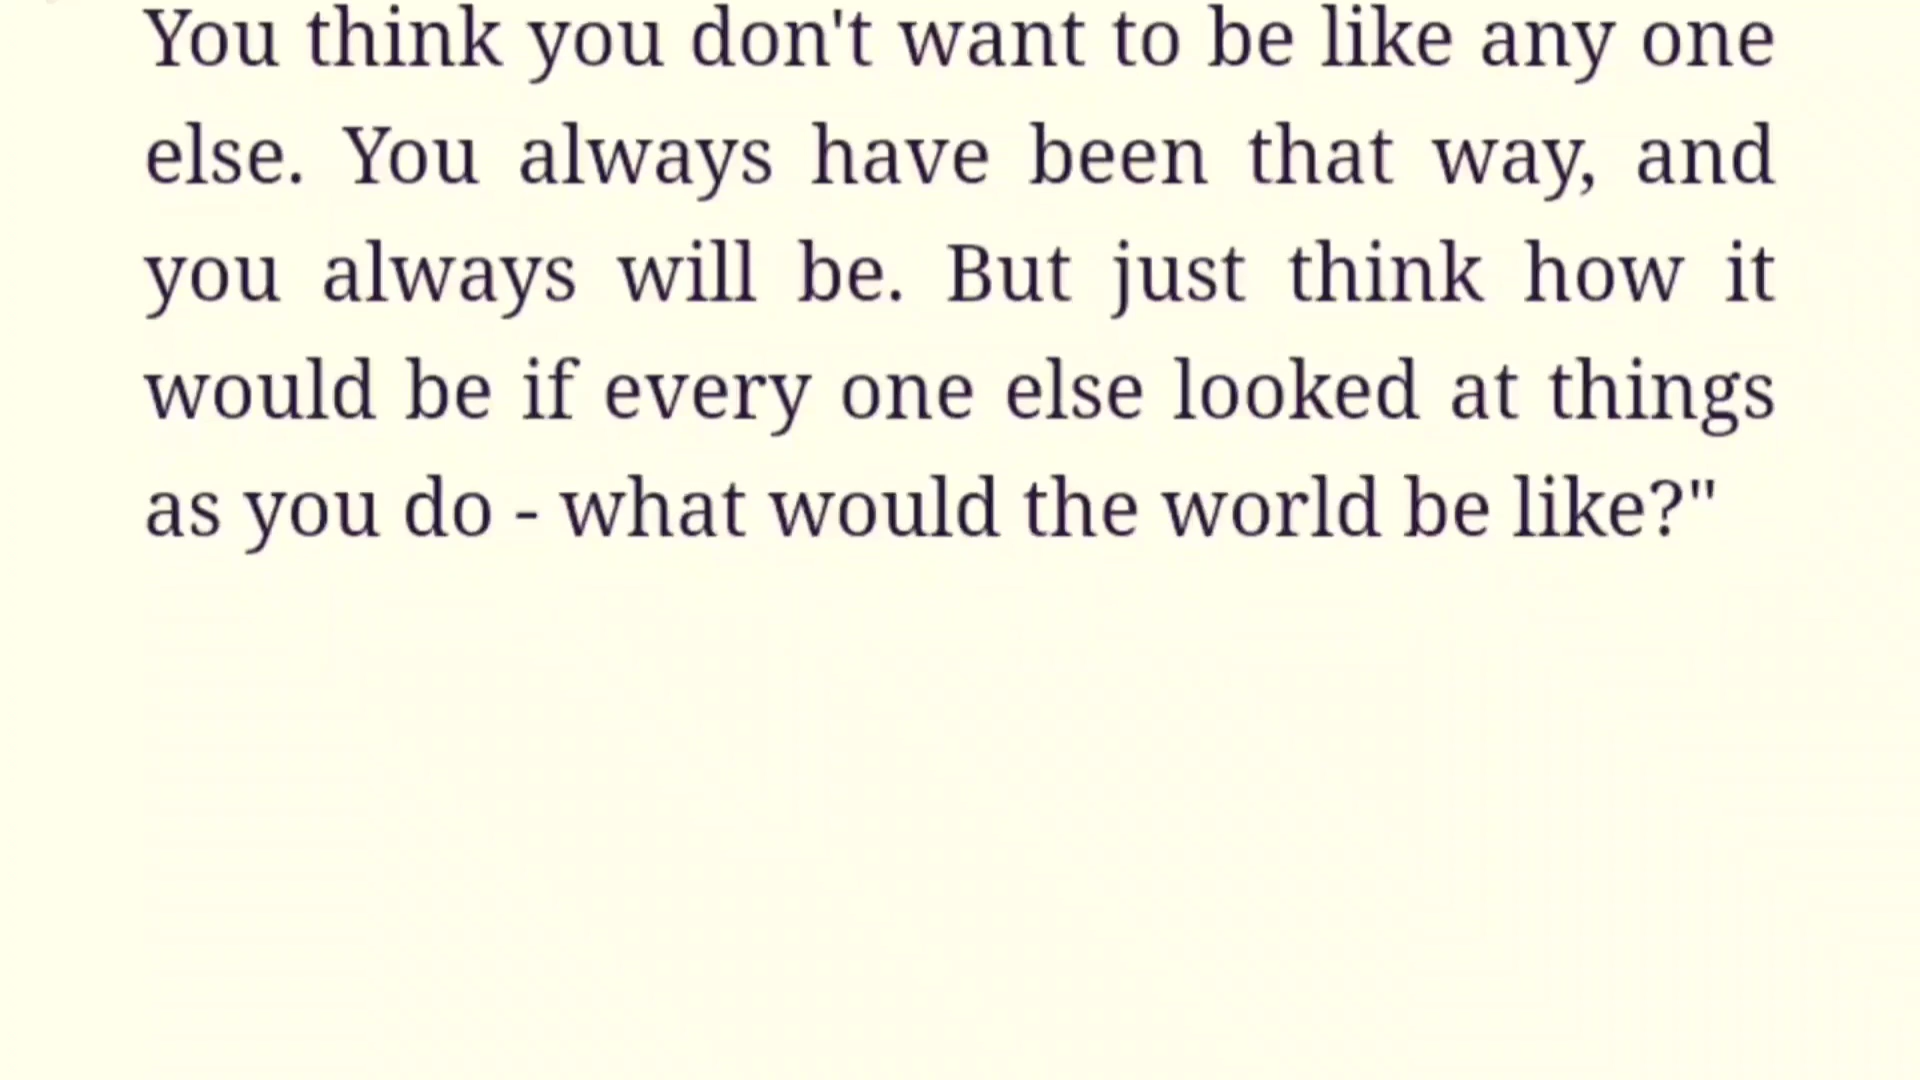 You think you don't want to be like any one
else. You always have been that way, and
you always will be. But just think how it
would be if every one else looked at things
as you do - what would the world be like?"